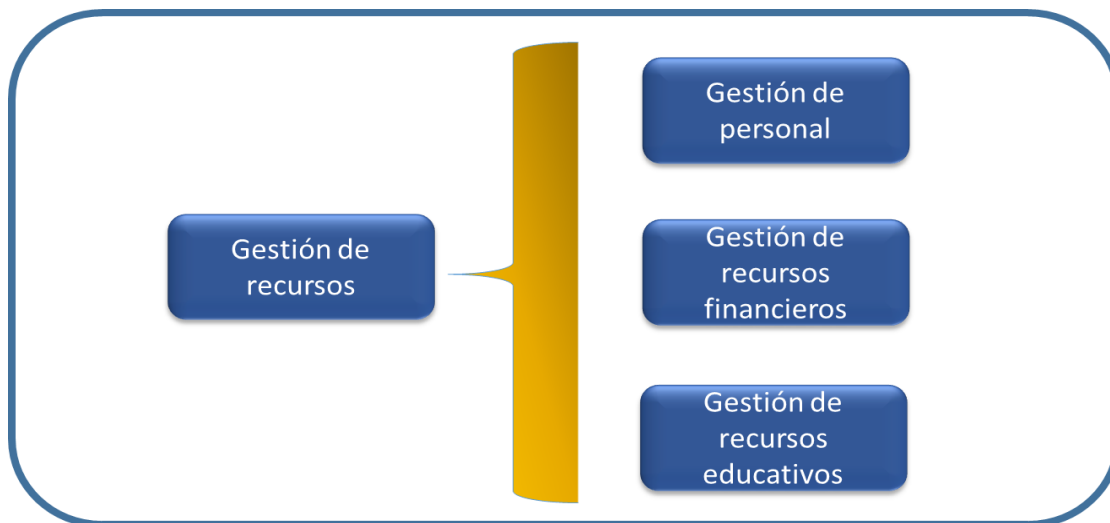 Gestión de
recursos
Gestión de
personal
Gestión de
recursos
financieros
Gestión de
recursos
educativos